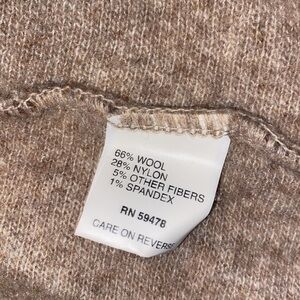 66% WOOL
28% NYLON
5% OTHER FIBERS
1% SPANDEX
RN 59478
CARE ON REVERSE